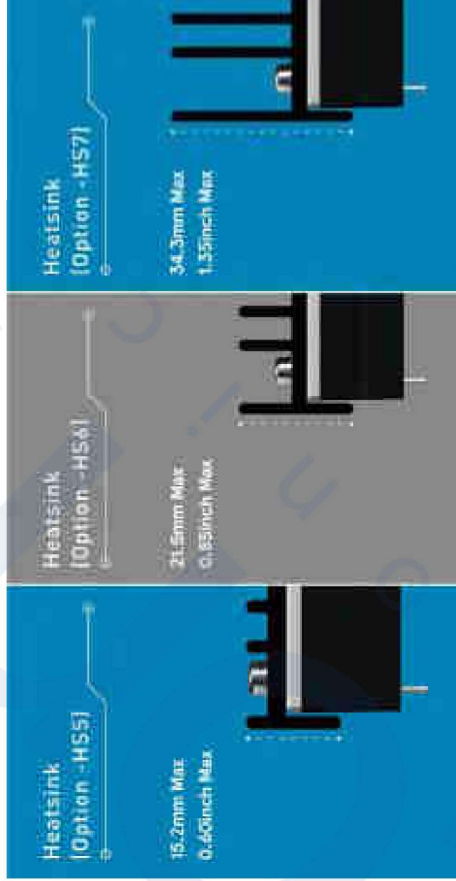 Heatsink
(Option -HS5)
15.2mm Max
0.60inch Max
Heatsink
(Option -HS6)
21.5mm Max
0.85inch Max
Heatsink
(Option -HS7)
34.3mm Max
1.35inch Max